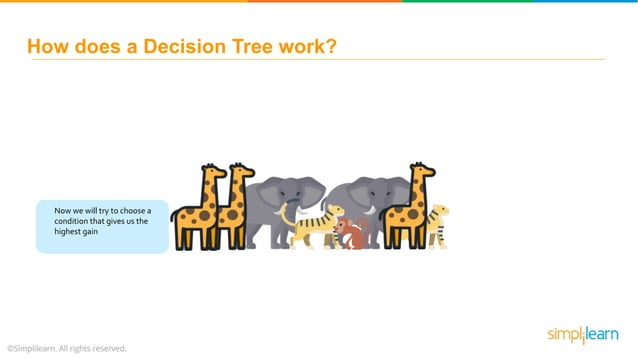 How does a Decision Tree work?
Now we will try to choose a
condition that gives us the
highest gain
©Simplilearn. All rights reserved.
simplilearn